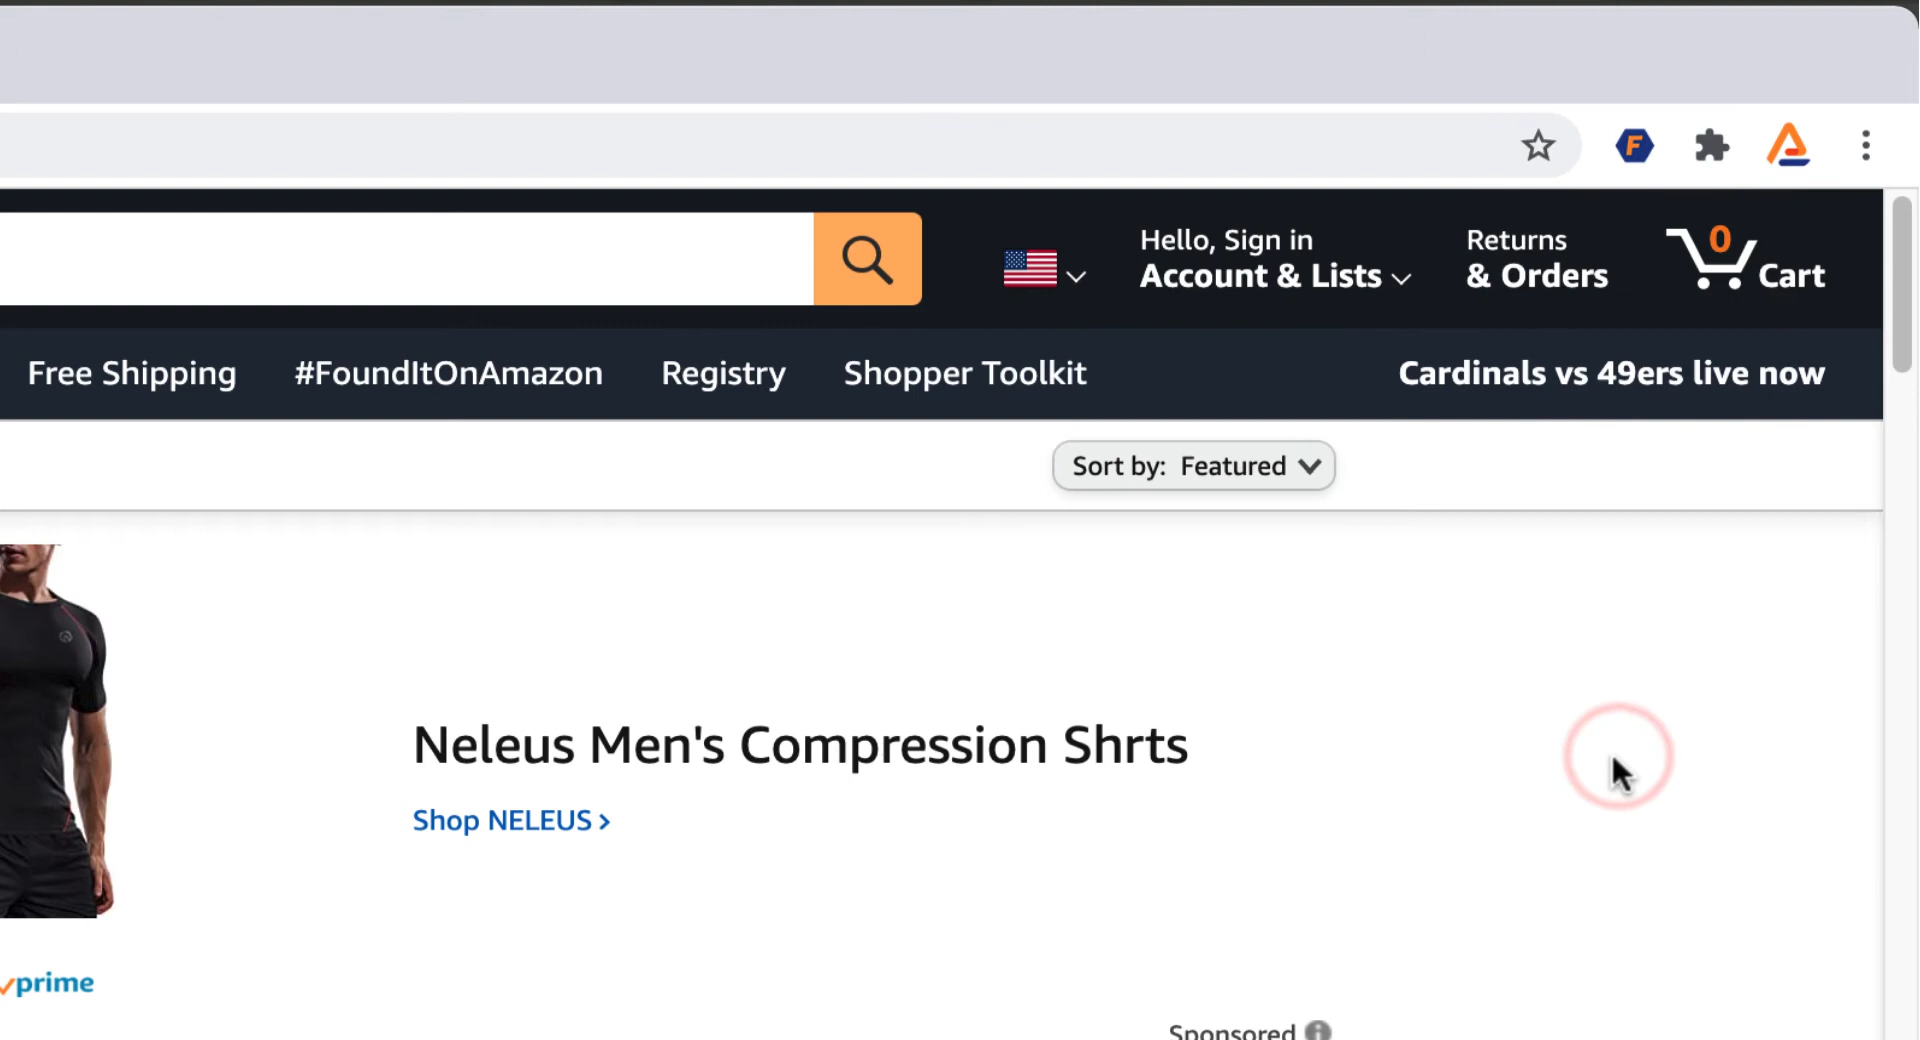 F
Hello, Sign in
Account & Lists
Returns
& Orders
0
Cart
Free Shipping
#FoundItOnAmazon
Registry
Shopper Toolkit
Cardinals vs 49ers live now
Sort by: Featured
Neleus Men's Compression Shrts
Shop NELEUS ›
prime
Sponsored